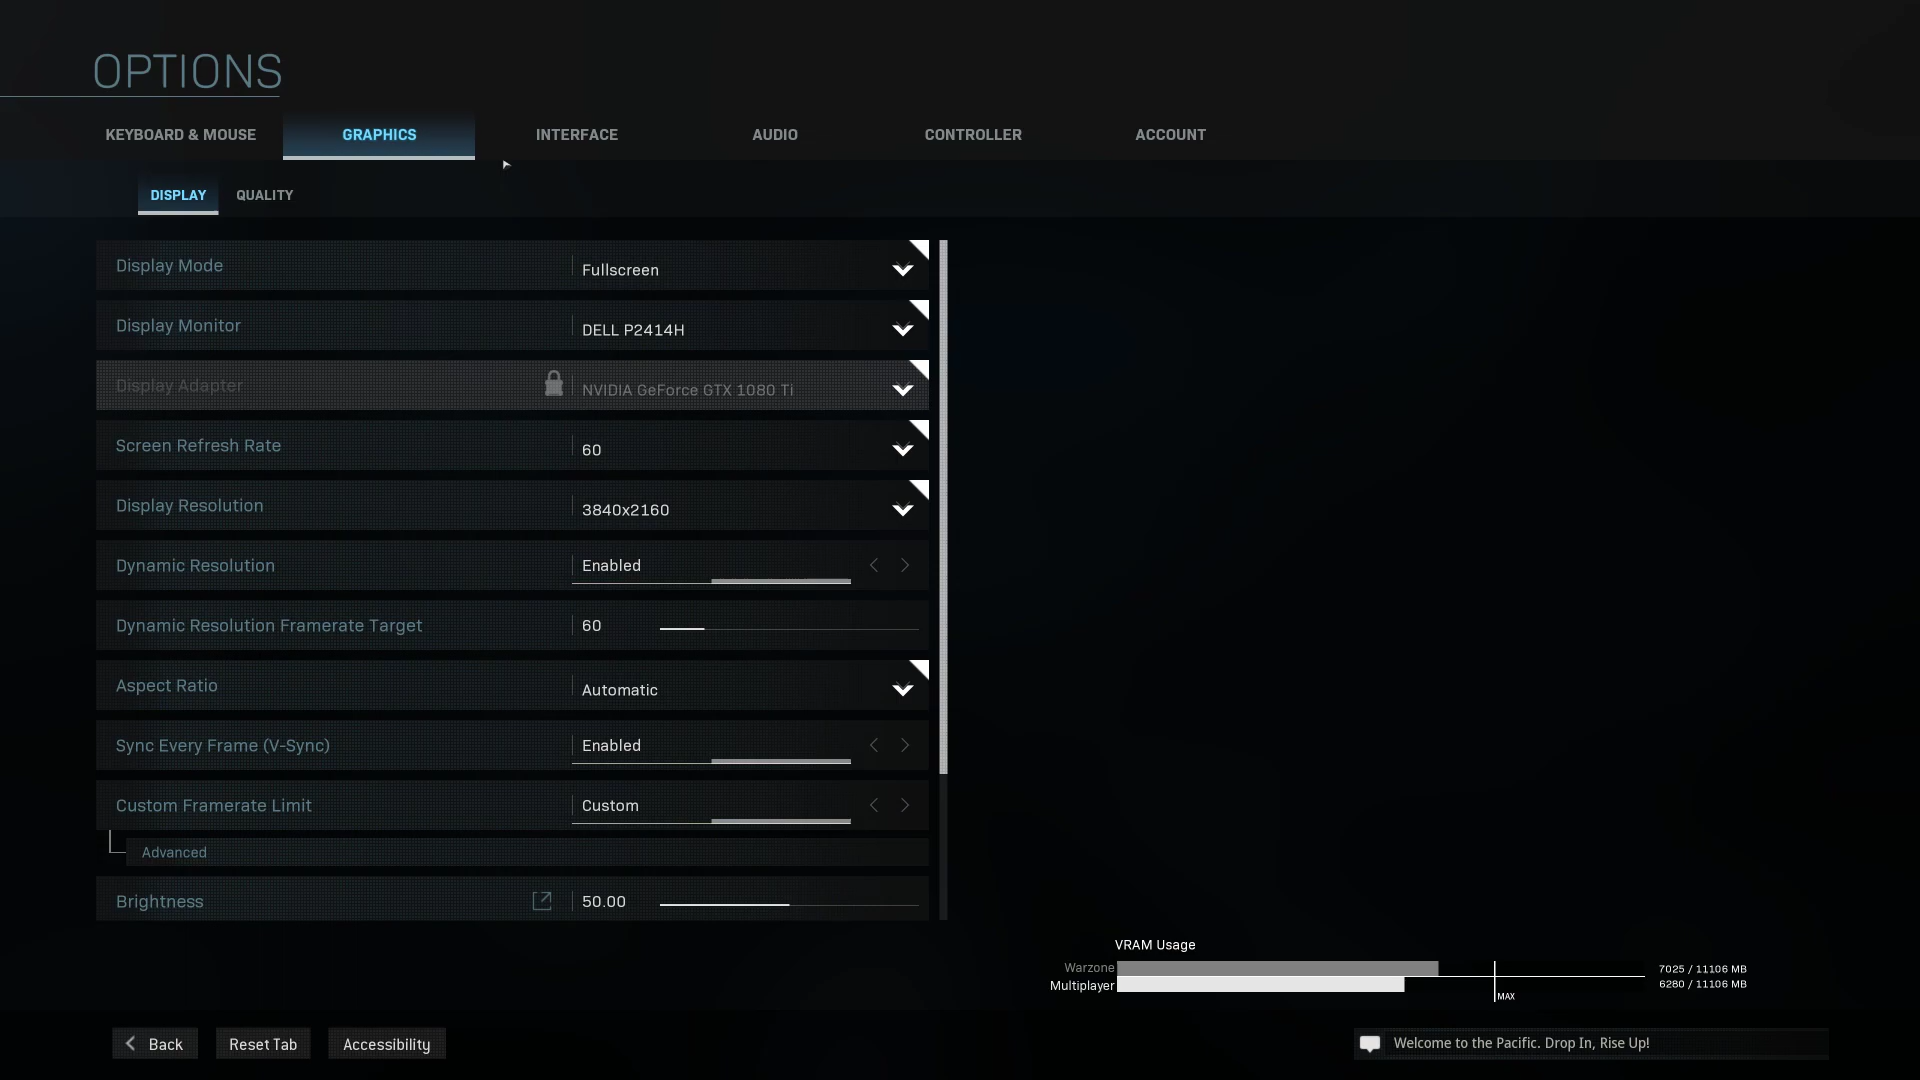 OPTIONS
KEYBOARD & MOUSE GRAPHICS INTERFACE AUDIO CONTROLLER ACCOUNT
DISPLAY QUALITY
Display Mode Fullscreen
Display Monitor DELL P2414H
Display Adapter NVIDIA GeForce GTX 1080 Ti
Screen Refresh Rate 60
Display Resolution 3840x2160
Dynamic Resolution Enabled
Dynamic Resolution Framerate Target 60
Aspect Ratio Automatic
Sync Every Frame (V-Sync) Enabled
Custom Framerate Limit Custom
Advanced
Brightness 50.00
VRAM Usage
Warzone 7025 / 11106 MB
Multiplayer 6280 / 11106 MB
MAX
Back Reset Tab Accessibility
Welcome to the Pacific. Drop In, Rise Up!